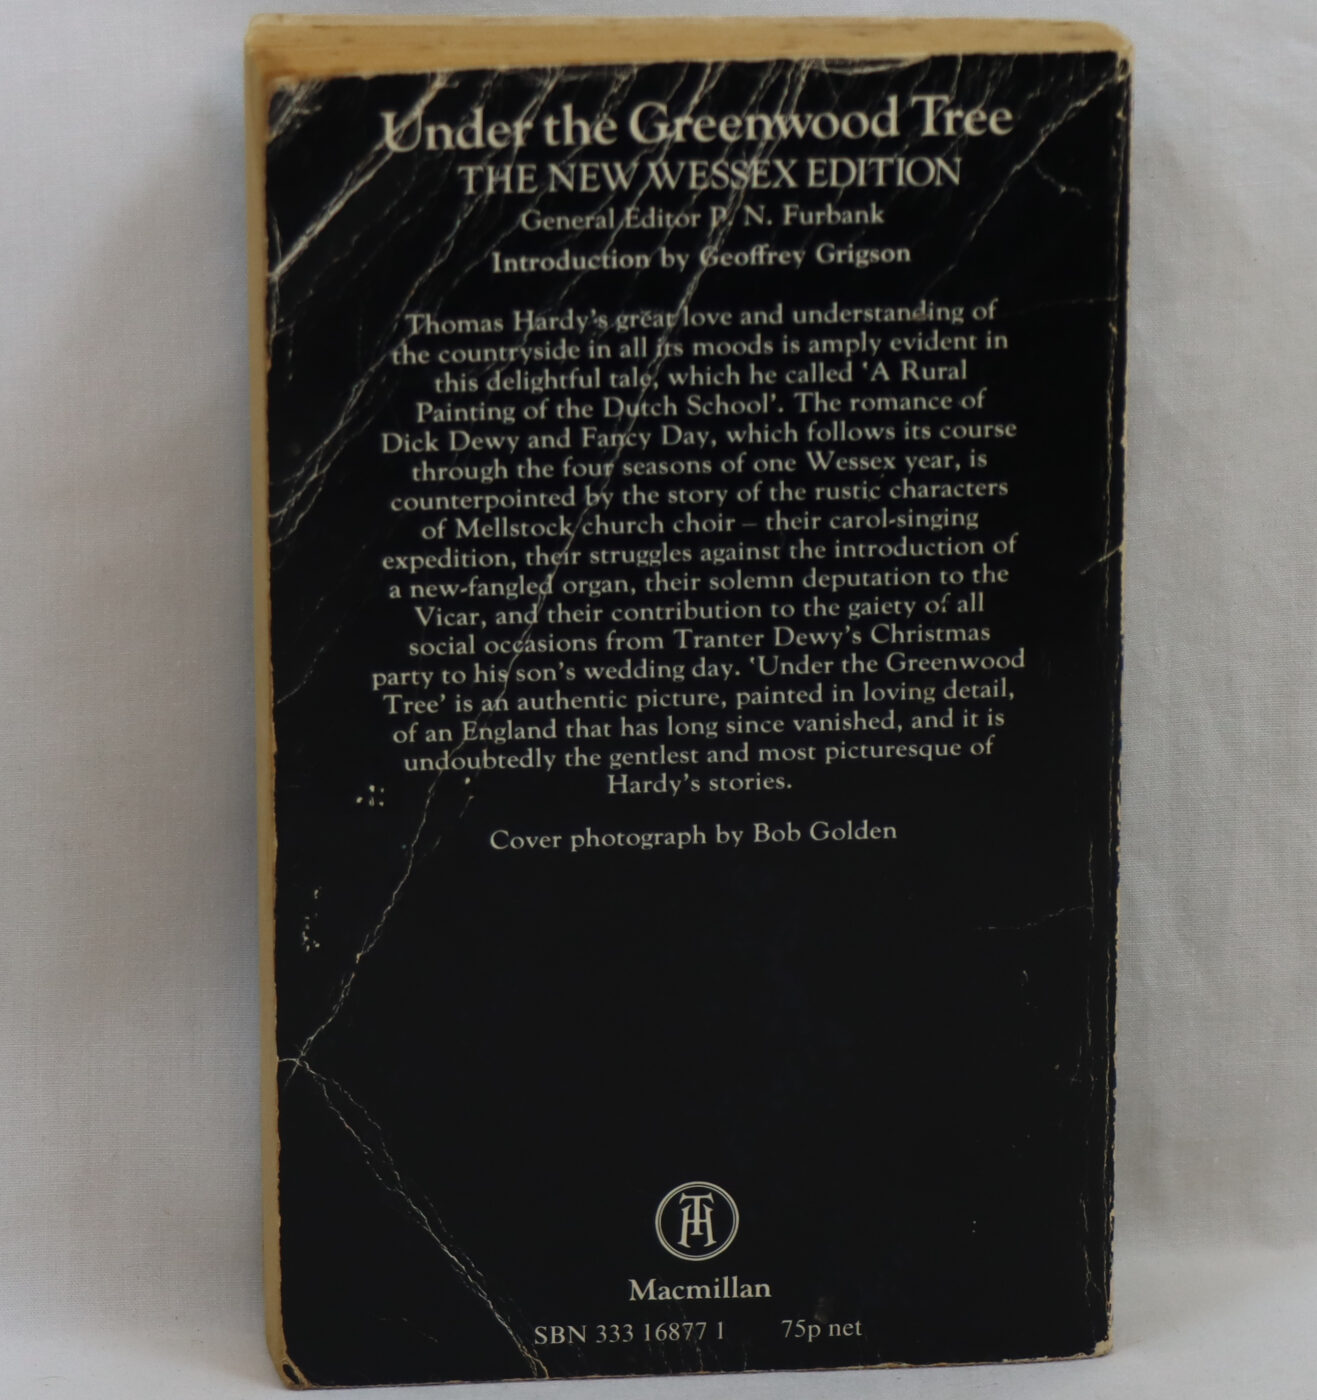 Under the Greenwood Tree
THE NEW WESSEX EDITION
General Editor P. N. Furbank
Introduction by Geoffrey Grigson
Thomas Hardy's great love and understanding of
the countryside in all its moods is amply evident in
this delightful tale, which he called 'A Rural
Painting of the Dutch School'. The romance of
Dick Dewy and Fancy Day, which follows its course
through the four seasons of one Wessex year, is
counterpointed by the story of the rustic characters
of Mellstock church choir – their carol-singing
expedition, their struggles against the introduction of
a new-fangled organ, their solemn deputation to the
Vicar, and their contribution to the gaiety of all
social occasions from Tranter Dewy's Christmas
party to his son's wedding day. 'Under the Greenwood
Tree' is an authentic picture, painted in loving detail,
of an England that has long since vanished, and it is
undoubtedly the gentlest and most picturesque of
Hardy's stories.
Cover photograph by Bob Golden
TH
Macmillan
SBN 333 16877 1 75p net